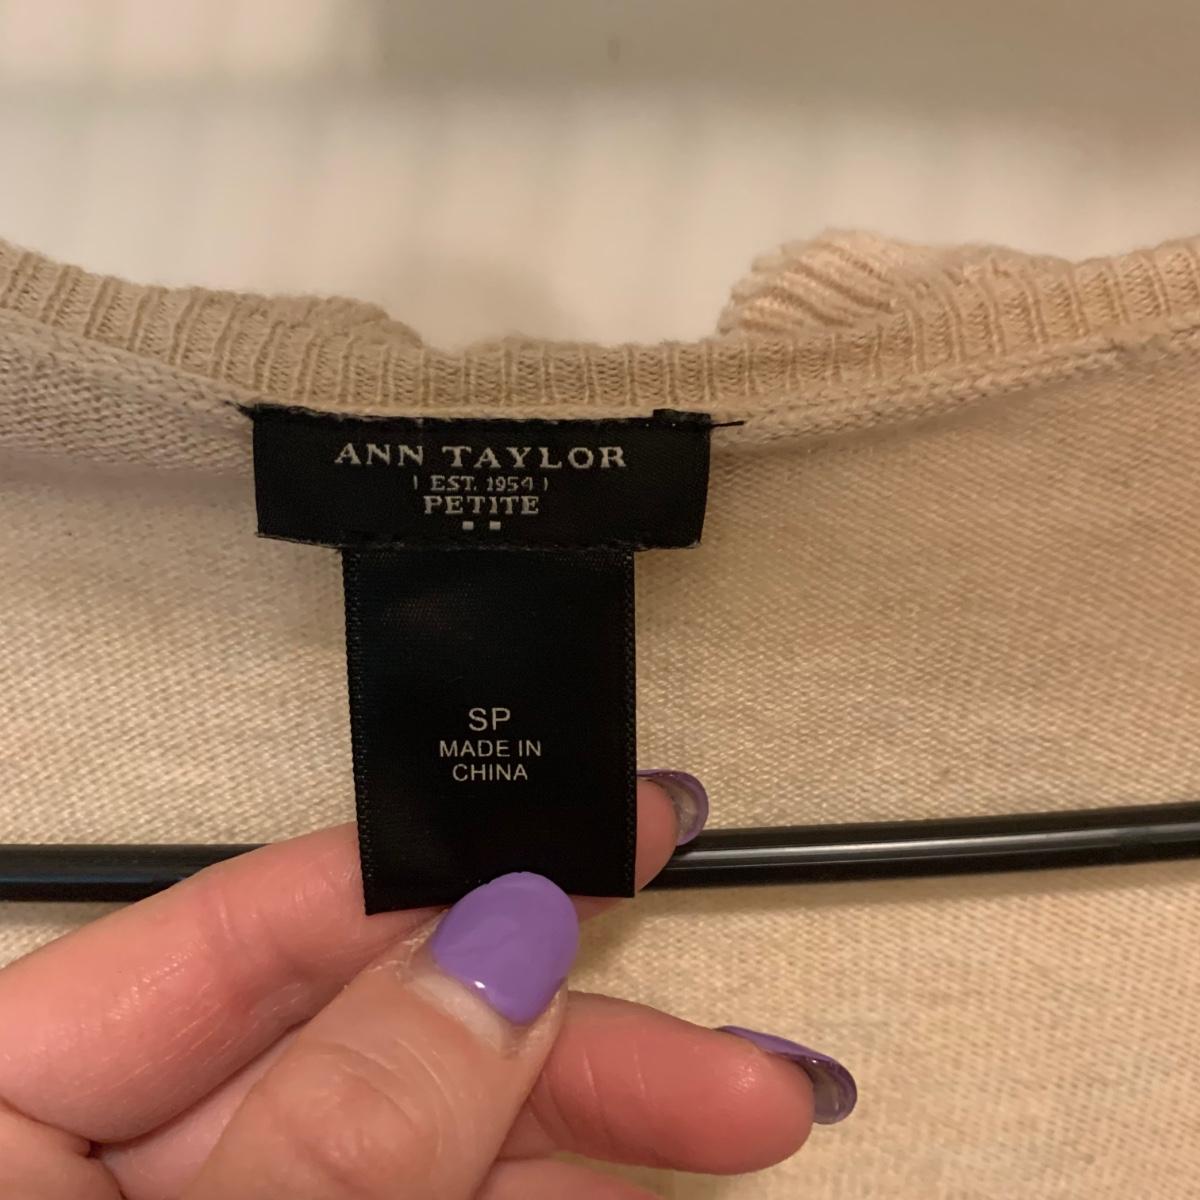 ANN TAYLOR
| EST. 1954 |
PETITE
SP
MADE IN
CHINA